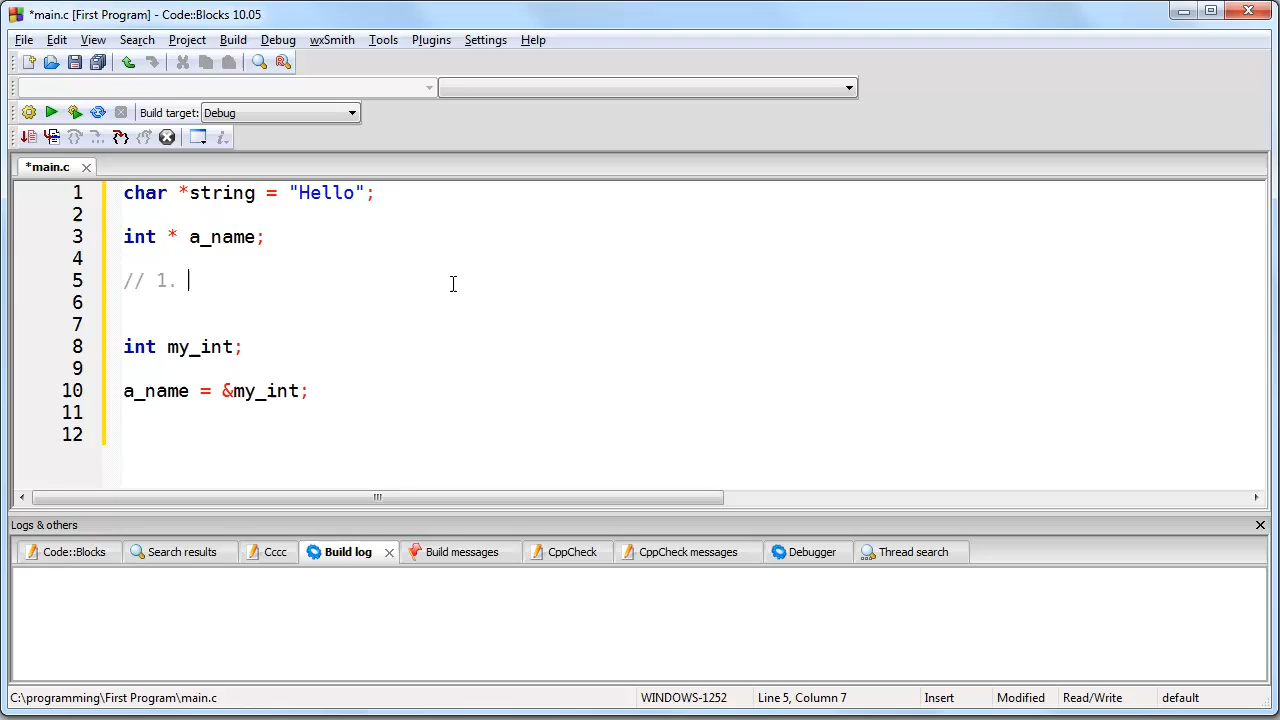 *main.c [First Program] - Code::Blocks 10.05
File Edit View Search Project Build Debug wxSmith Tools Plugins Settings Help
Build target: Debug
*main.c
1 char *string = "Hello";
2
3 int * a_name;
4
5 // 1.
6
7
8 int my_int;
9
10 a_name = &my_int;
11
12
Logs & others
Code::Blocks Search results Cccc Build log Build messages CppCheck CppCheck messages Debugger Thread search
C:\programming\First Program\main.c WINDOWS-1252 Line 5, Column 7 Insert Modified Read/Write default